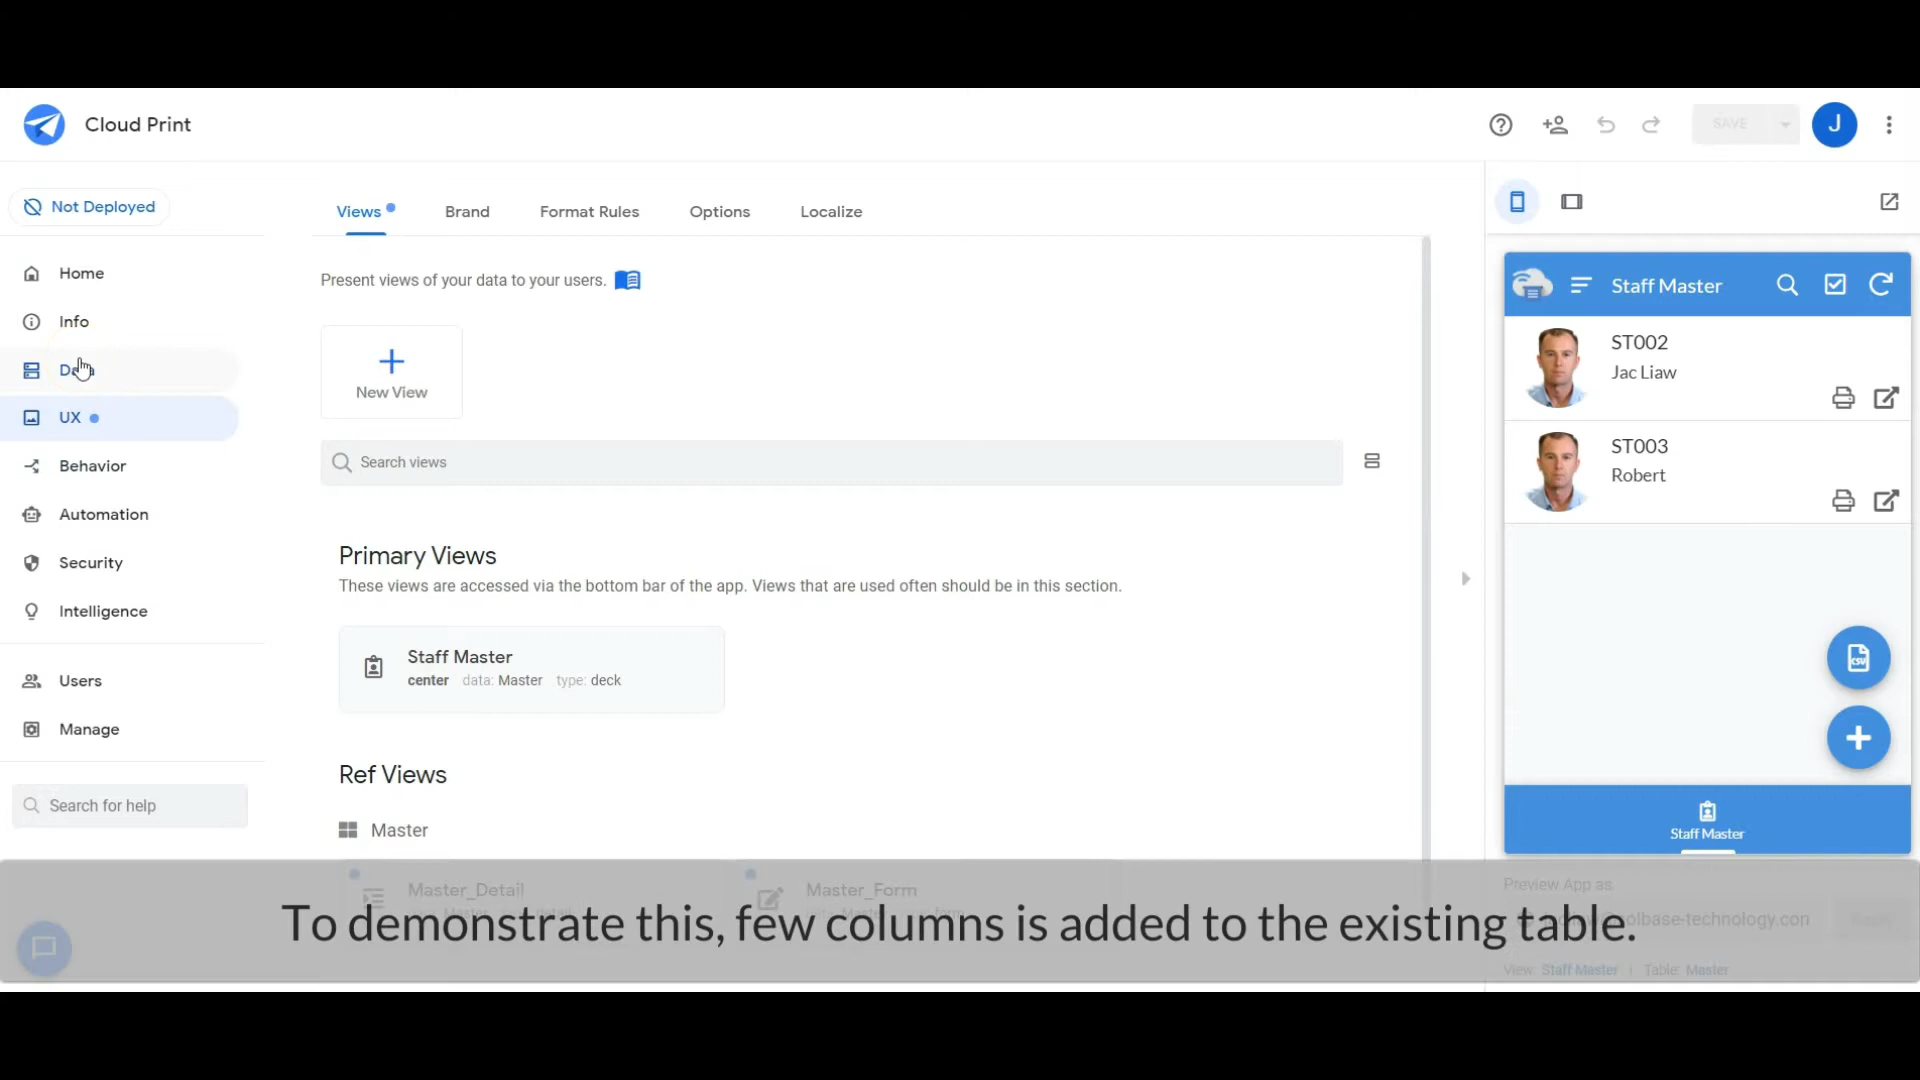 Cloud Print
SAVE
J
Not Deployed
Views
Brand
Format Rules
Options
Localize
Home
Info
UX
Behavior
Automation
Security
Intelligence
Users
Manage
Search for help
Present views of your data to your users.
New View
Search views
Primary Views
These views are accessed via the bottom bar of the app. Views that are used often should be in this section.
Staff Master
center data: Master type: deck
Ref Views
Master
Master_Detail
Master_Form
Staff Master
ST002
Jac Liaw
ST003
Robert
CSV
Staff Master
Preview App as
View: Staff Master | Table: Master
To demonstrate this, few columns is added to the existing table.